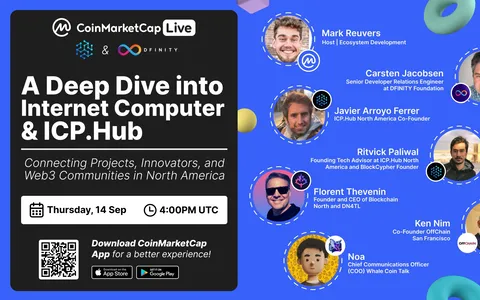 CoinMarketCap Live
& DFINITY
A Deep Dive into
Internet Computer
& ICP.Hub
Connecting Projects, Innovators, and
Web3 Communities in North America
Thursday, 14 Sep
4:00PM UTC
Download CoinMarketCap
App for a better experience!
App Store
Google Play
Mark Reuvers
Host | Ecosystem Development
Carsten Jacobsen
Senior Developer Relations Engineer
at DFINITY Foundation
Javier Arroyo Ferrer
ICP.Hub North America Co-Founder
Ritvick Paliwal
Founding Tech Advisor at ICP.Hub North
America and BlockCypher Founder
Florent Thevenin
Founder and CEO of Blockchain
North and DN4TL
Ken Nim
Co-Founder OffChain
San Francisco
OFFCHAIN
Noa
Chief Communications Officer
(COO) Whale Coin Talk